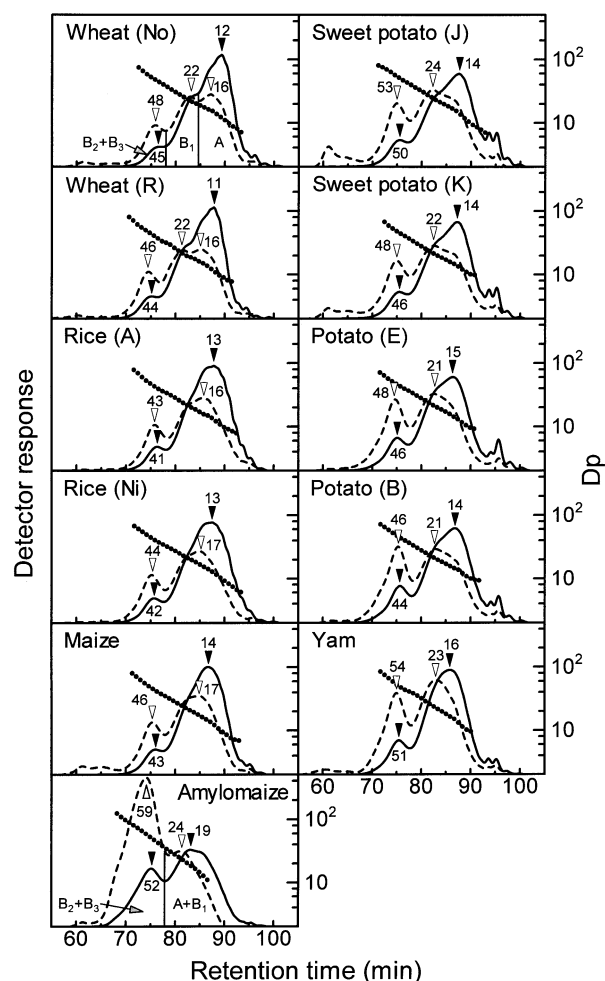 Wheat (No)
12
22
16
48
B₂+B₃
45
B₁
A
Sweet potato (J)
14
24
53
50
10²
10
Wheat (R)
11
22
16
46
44
Sweet potato (K)
14
22
48
46
10²
10
Rice (A)
13
16
43
41
Potato (E)
15
21
48
46
10²
10
Rice (Ni)
13
17
44
42
Potato (B)
14
21
46
44
10²
10
Maize
14
17
46
43
Yam
16
23
54
51
10²
10
Amylomaize
59
24
19
52
B₂+B₃
A+B₁
10²
10
60 70 80 90 100
60 70 80 90 100
Detector response
Dp
Retention time (min)